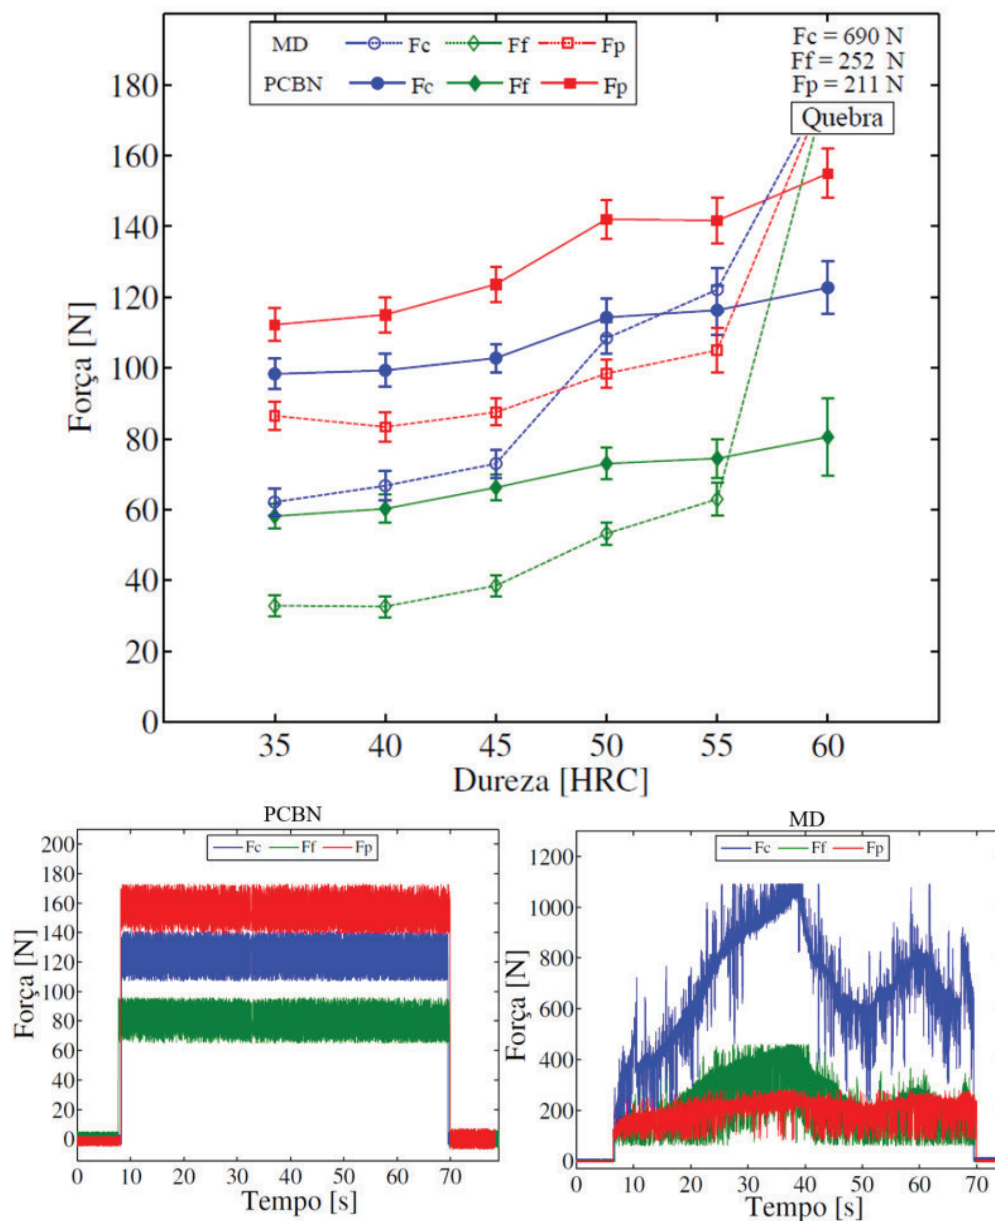 MD Fc Ff Fp
PCBN Fc Ff Fp
Fc = 690 N
Ff = 252 N
Fp = 211 N
Quebra
180
160
140
120
100
80
60
40
20
0
Força [N]
35 40 45 50 55 60
Dureza [HRC]
PCBN
Fc Ff Fp
200
180
160
140
120
100
80
60
40
20
0
Força [N]
0 10 20 30 40 50 60 70
Tempo [s]
MD
Fc Ff Fp
1200
1000
800
600
400
200
0
Força [N]
0 10 20 30 40 50 60 70
Tempo [s]